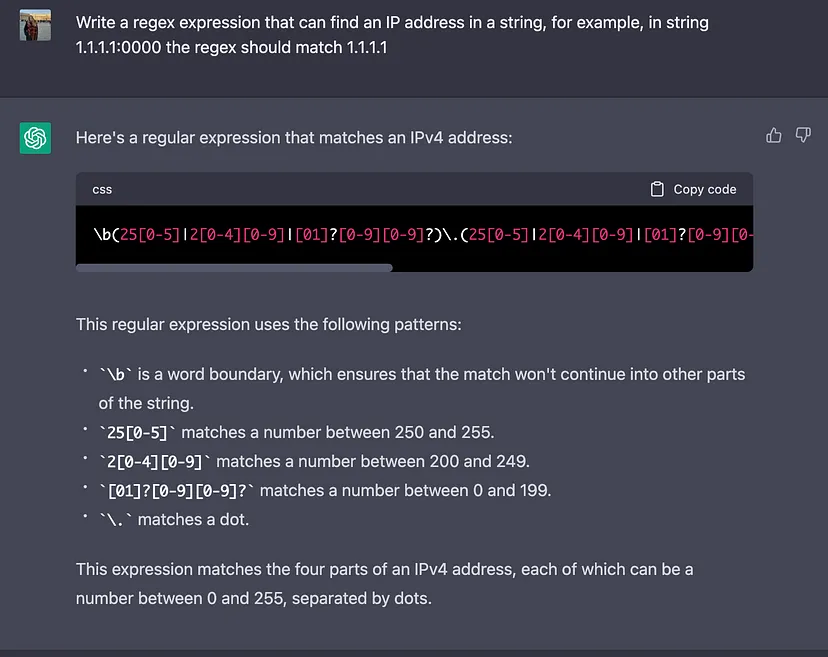 Write a regex expression that can find an IP address in a string, for example, in string
1.1.1.1:0000 the regex should match 1.1.1.1
Here's a regular expression that matches an IPv4 address:
css Copy code
\b(25[0-5]|2[0-4][0-9]|[01]?[0-9][0-9]?)\.(25[0-5]|2[0-4][0-9]|[01]?[0-9][0-
This regular expression uses the following patterns:
• `\b` is a word boundary, which ensures that the match won't continue into other parts
of the string.
• `25[0-5]` matches a number between 250 and 255.
• `2[0-4][0-9]` matches a number between 200 and 249.
• `[01]?[0-9][0-9]?` matches a number between 0 and 199.
• `\.` matches a dot.
This expression matches the four parts of an IPv4 address, each of which can be a
number between 0 and 255, separated by dots.